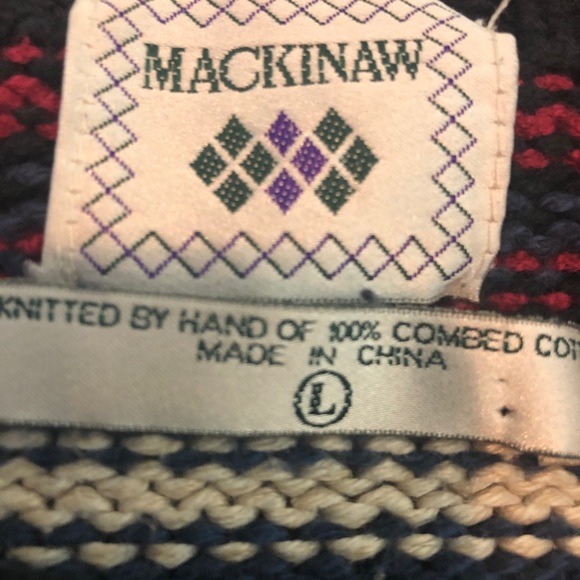 MACKINAW
KNITTED BY HAND OF 100% COMBED
MADE IN CHINA
L